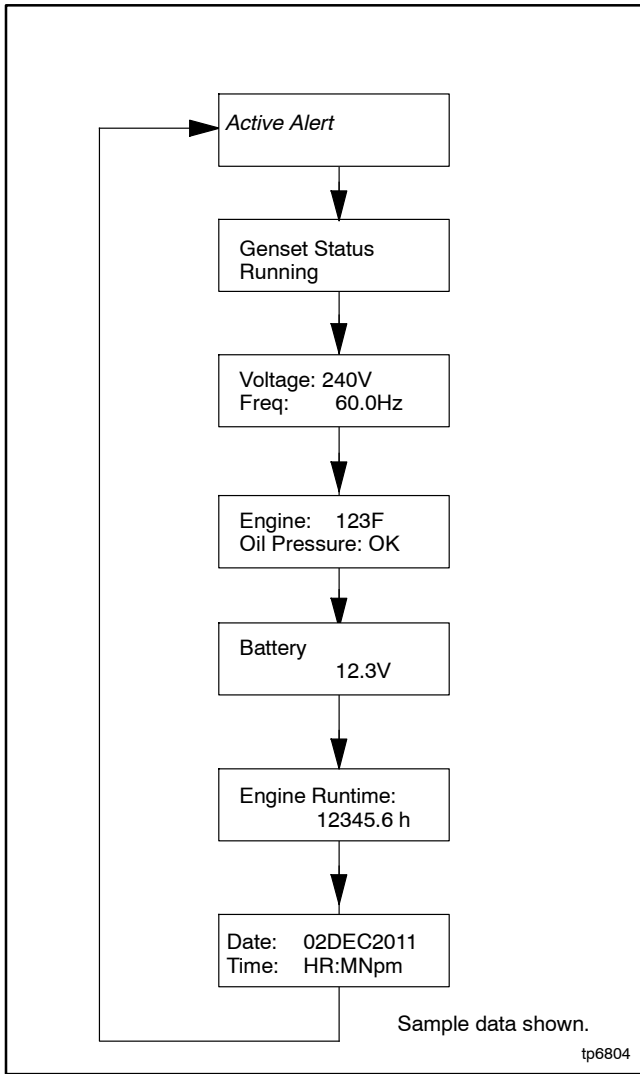 Active Alert
Genset Status
Running
Voltage: 240V
Freq: 60.0Hz
Engine: 123F
Oil Pressure: OK
Battery
12.3V
Engine Runtime:
12345.6 h
Date: 02DEC2011
Time: HR:MNpm
Sample data shown.
tp6804